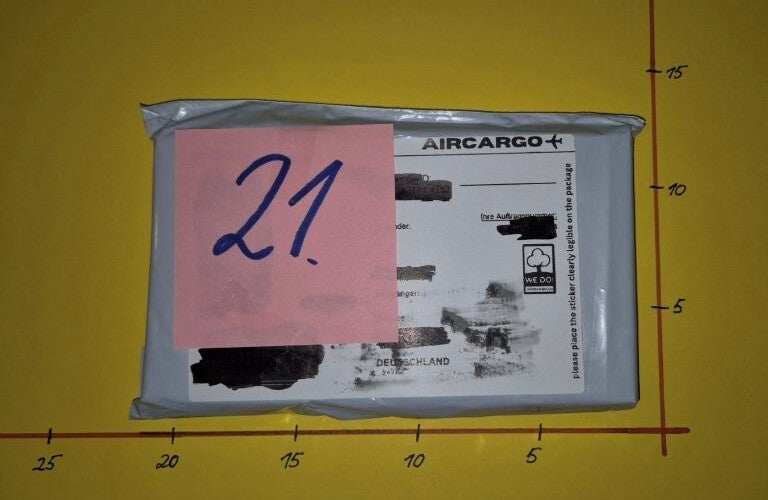 15
AIRCARGO
21.
10
Ihre Auftragsnummer:
nder:
WE DO!
5
DEUTSCHLAND
please place the sticker clearly legible on the package
25
20
15
10
5